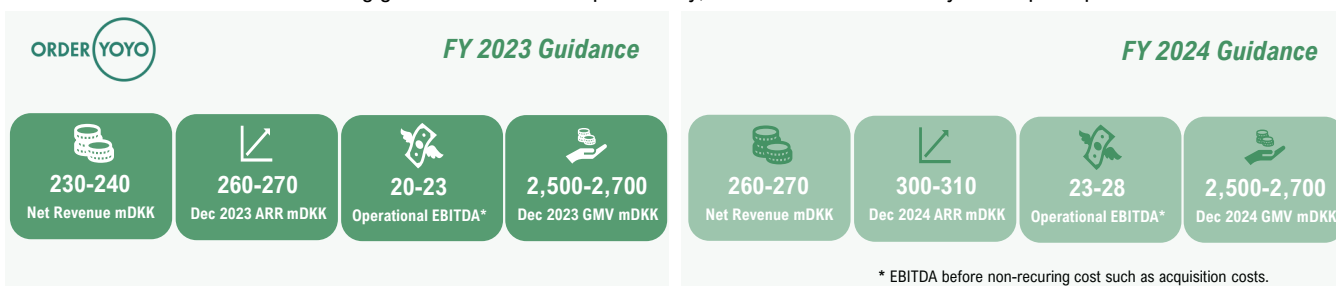 ORDER YOYO
FY 2023 Guidance
230-240
Net Revenue mDKK
260-270
Dec 2023 ARR mDKK
20-23
Operational EBITDA*
2,500-2,700
Dec 2023 GMV mDKK
FY 2024 Guidance
260-270
Net Revenue mDKK
300-310
Dec 2024 ARR mDKK
23-28
Operational EBITDA*
2,500-2,700
Dec 2024 GMV mDKK
* EBITDA before non-recuring cost such as acquisition costs.